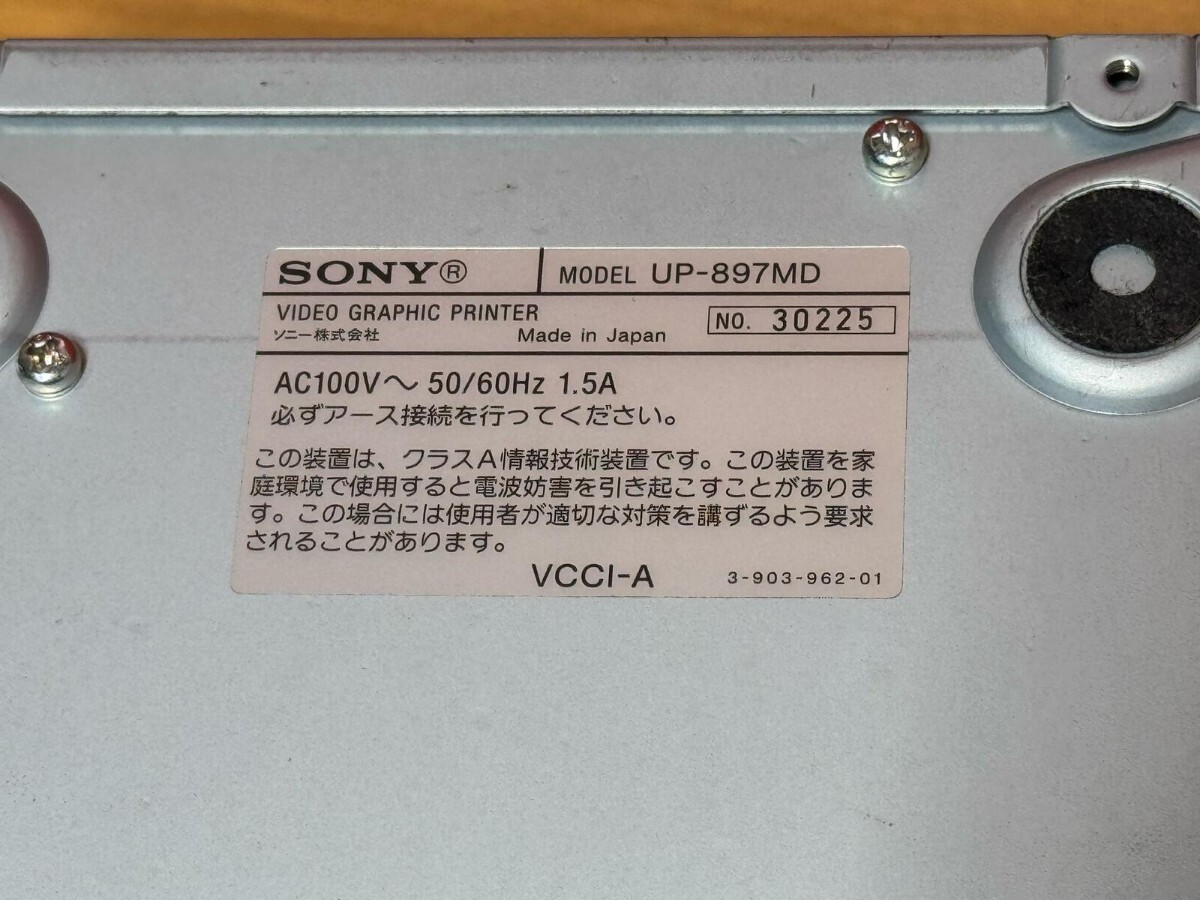 SONY® MODEL UP-897MD
VIDEO GRAPHIC PRINTER
ソニー株式会社 Made in Japan NO. 30225
AC100V～ 50/60Hz 1.5A
必ずアース接続を行ってください。
この装置は、クラスA情報技術装置です。この装置を家
庭環境で使用すると電波妨害を引き起こすことがありま
す。この場合には使用者が適切な対策を講ずるよう要求
されることがあります。
VCCI-A 3-903-962-01